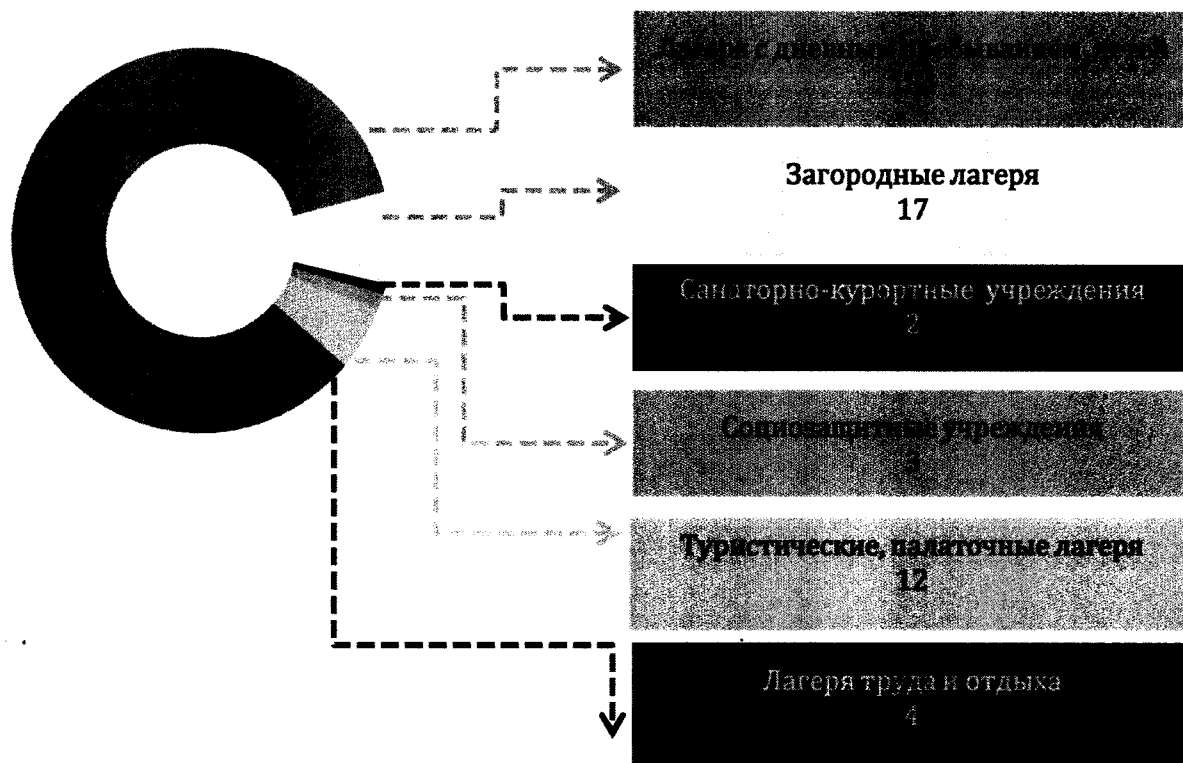 Лагеря с дневным пребыванием детей
Загородные лагеря
17
Санаторно-курортные учреждения
2
Социозащитные учреждения
3
Туристические, палаточные лагеря
12
Лагеря труда и отдыха
4